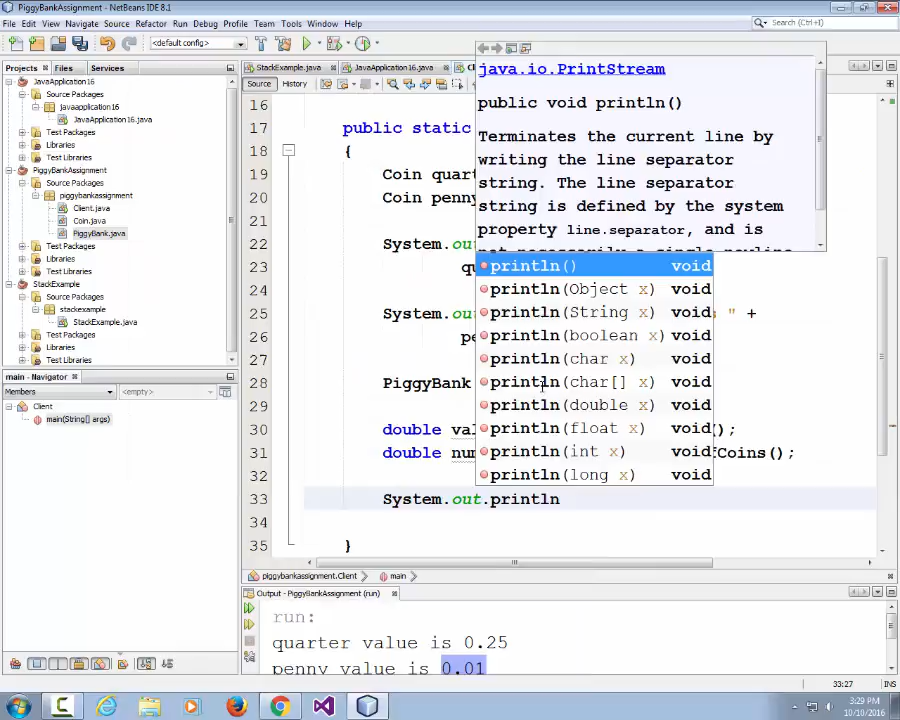 PiggyBankAssignment - NetBeans IDE 8.1
File Edit View Navigate Source Refactor Run Debug Profile Team Tools Window Help
Search (Ctrl+I)
<default config>
Projects Files Services
StackExample.java JavaApplication16.java
Source History
JavaApplication16
Source Packages
javaapplication16
JavaApplication16.java
Test Packages
Libraries
Test Libraries
PiggyBankAssignment
Source Packages
piggybankassignment
Client.java
Coin.java
PiggyBank.java
Test Packages
Libraries
Test Libraries
StackExample
Source Packages
stackexample
StackExample.java
Test Packages
Libraries
Test Libraries
main - Navigator
Members <empty>
Client
main(String[] args)
java.io.PrintStream
public void println()
Terminates the current line by
writing the line separator
string. The line separator
string is defined by the system
property line.separator, and is
not necessarily a single newline
println() void
println(Object x) void
println(String x) void
println(boolean x) void
println(char x) void
println(char[] x) void
println(double x) void
println(float x) void
println(int x) void
println(long x) void
16
17 public static
18 {
19 Coin quar
20 Coin penny
21
22 System.out
23 qu
24
25 System.out " +
26 pe
27
28 PiggyBank
29
30 double val ();
31 double num fCoins();
32
33 System.out.println
34
35 }
piggybankassignment.Client main
Output - PiggyBankAssignment (run)
run:
quarter value is 0.25
penny value is 0.01
33:27 INS
3:29 PM
10/10/2016